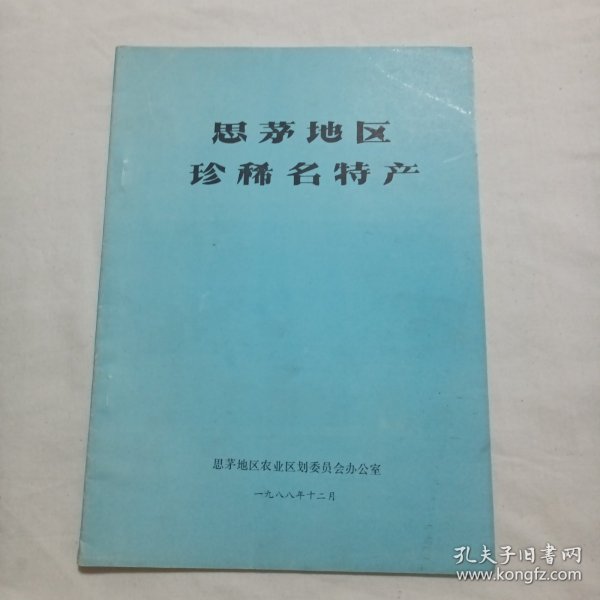 思茅地区
珍稀名特产
思茅地区农业区划委员会办公室
一九八八年十二月
孔夫子旧书网
www.kongfz.com